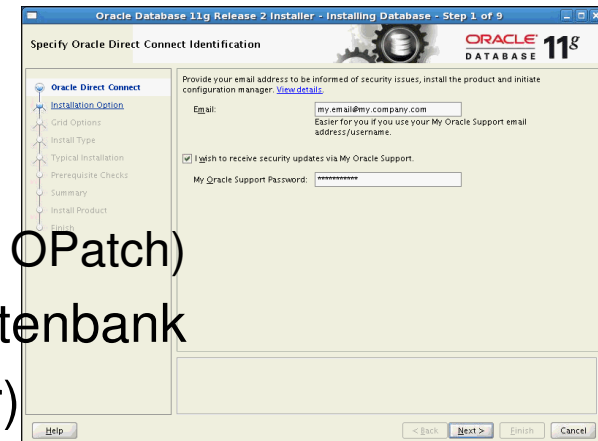 Oracle Database 11g Release 2 Installer - Installing Database - Step 1 of 9
Specify Oracle Direct Connect Identification
ORACLE 11g
DATABASE
Oracle Direct Connect
Installation Option
Grid Options
Install Type
Typical Installation
Prerequisite Checks
Summary
Install Product
Finish
Provide your email address to be informed of security issues, install the product and initiate
configuration manager. View details.
Email: my.email@my.company.com
Easier for you if you use your My Oracle Support email
address/username.
I wish to receive security updates via My Oracle Support.
My Oracle Support Password: ***********
OPatch)
tenbank
)
Help < Back Next > Finish Cancel